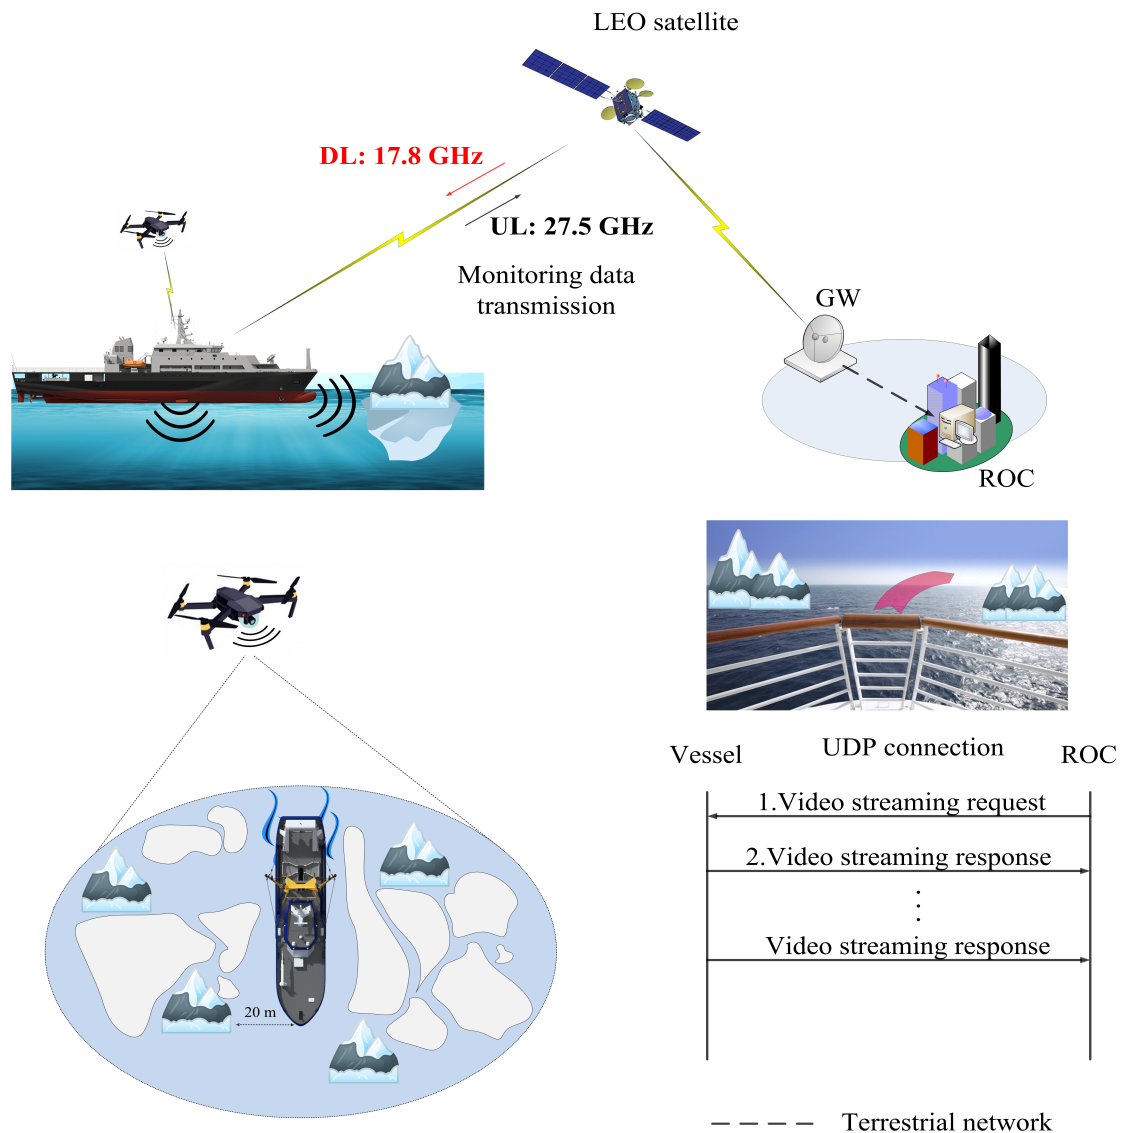 LEO satellite
DL: 17.8 GHz
UL: 27.5 GHz
Monitoring data
transmission
GW
ROC
UDP connection
Vessel
ROC
1.Video streaming request
2.Video streaming response
Video streaming response
20 m
Terrestrial network